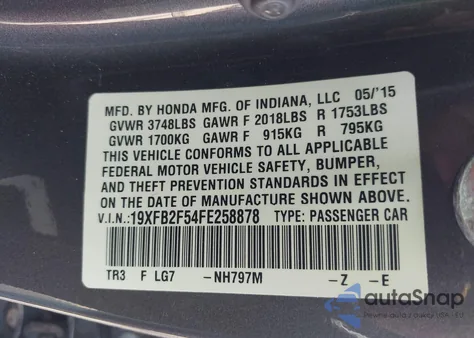 MFD. BY HONDA MFG. OF INDIANA, LLC 05/'15
GVWR 3748LBS GAWR F 2018LBS R 1753LBS
GVWR 1700KG GAWR F 915KG R 795KG
THIS VEHICLE CONFORMS TO ALL APPLICABLE
FEDERAL MOTOR VEHICLE SAFETY, BUMPER,
AND THEFT PREVENTION STANDARDS IN EFFECT
ON THE DATE OF MANUFACTURE SHOWN ABOVE.
V.I.N.:19XFB2F54FE258878 TYPE: PASSENGER CAR
TR3 F LG7 -NH797M -Z -E
autoSnap